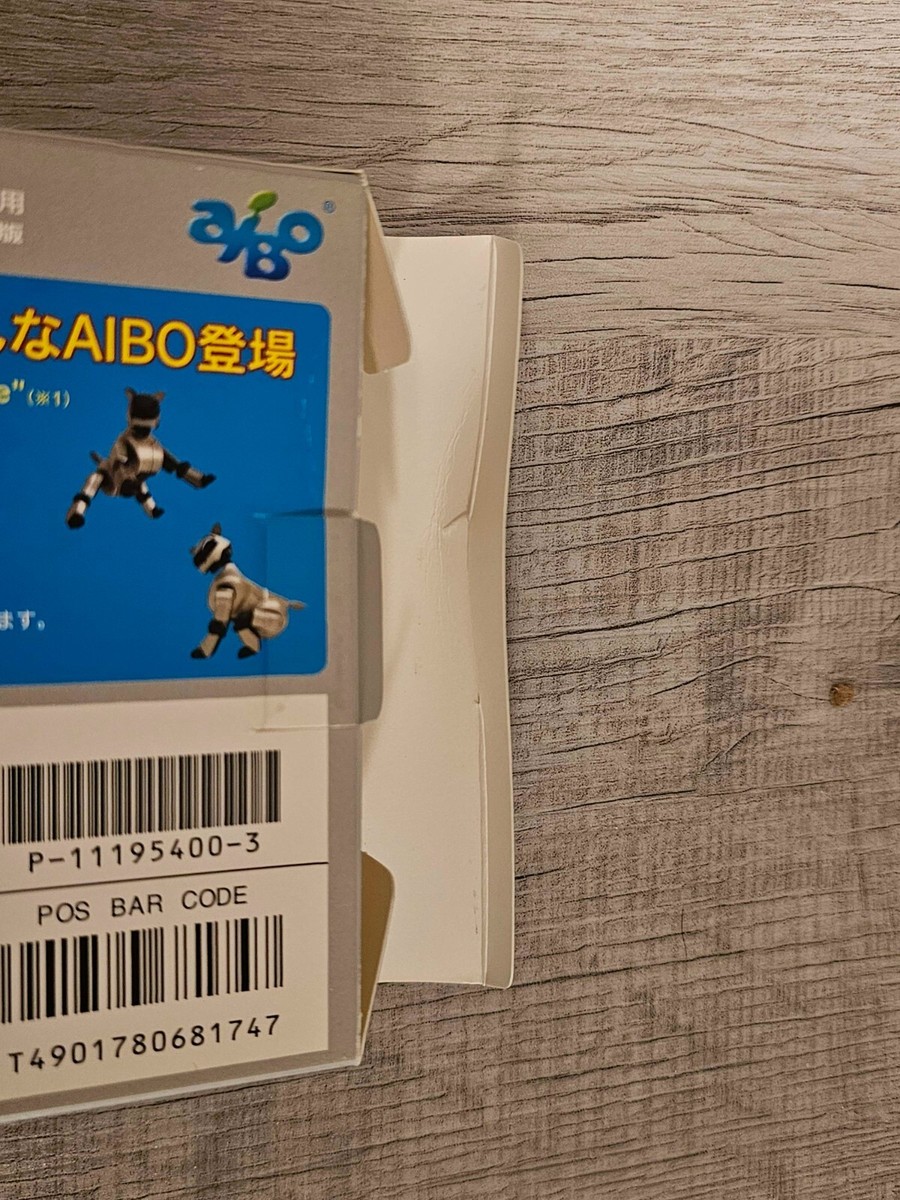 用
版
aiBo®
んなAIBO登場
e"(※1)
ます。
P-11195400-3
POS BAR CODE
T4901780681747